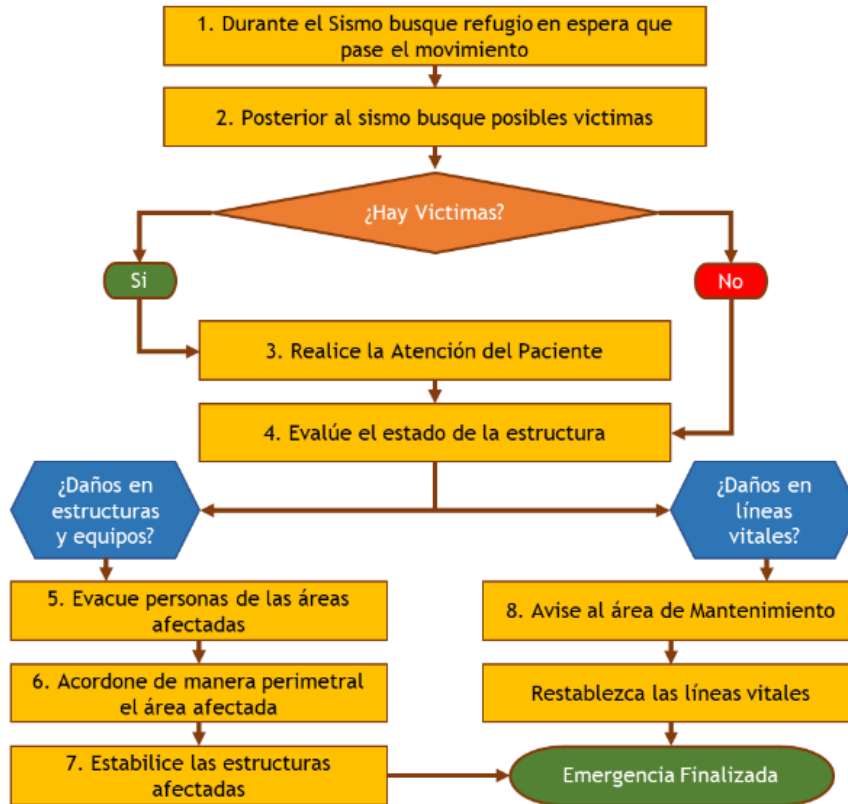 1. Durante el Sismo busque refugio en espera que
pase el movimiento
2. Posterior al sismo busque posibles victimas
¿Hay Victimas?
Si
No
3. Realice la Atención del Paciente
4. Evalúe el estado de la estructura
¿Daños en
estructuras
y equipos?
¿Daños en
líneas
vitales?
5. Evacue personas de las áreas
afectadas
8. Avise al área de Mantenimiento
6. Acordone de manera perimetral
el área afectada
Restablezca las líneas vitales
7. Estabilice las estructuras
afectadas
Emergencia Finalizada